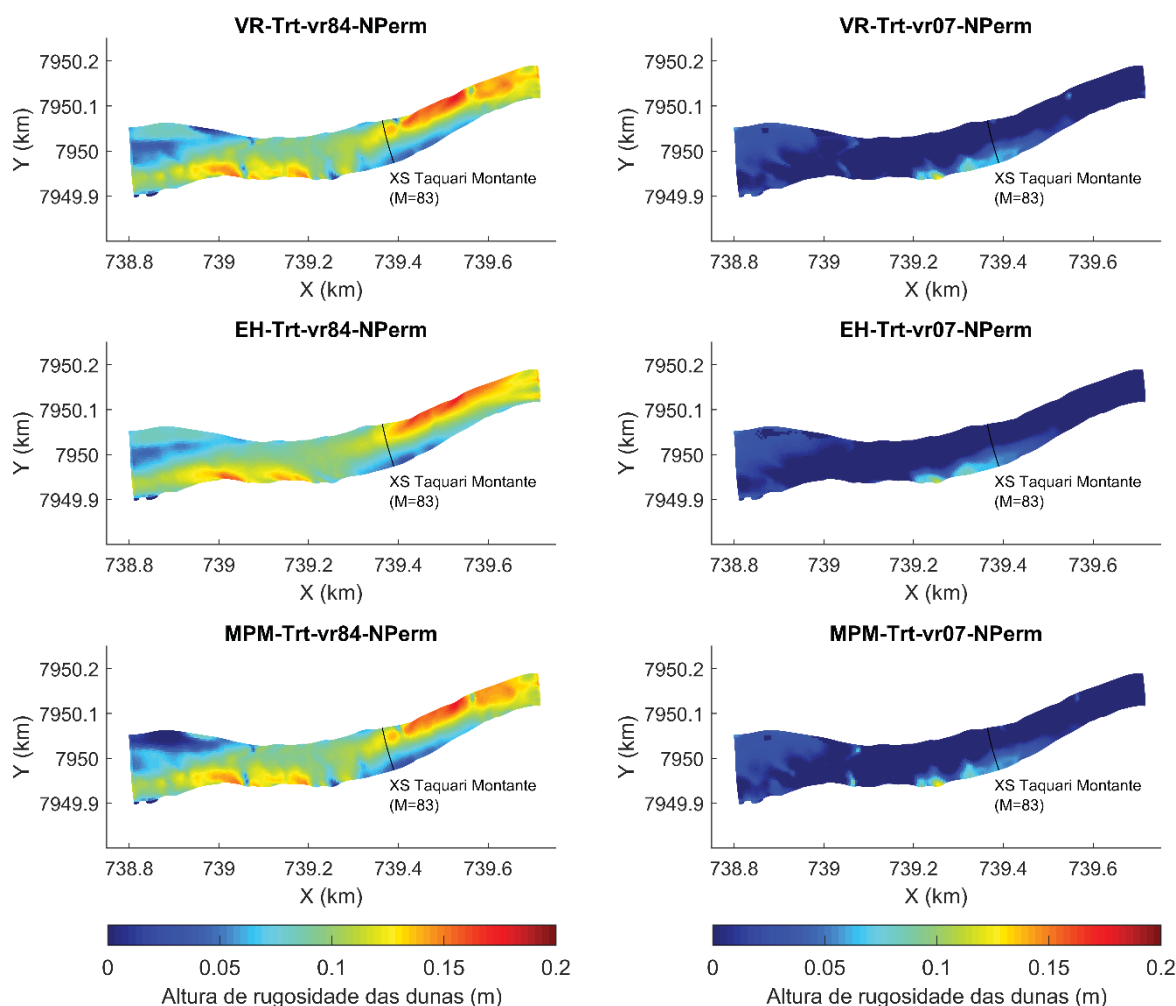 VR-Trt-vr84-NPerm
7950.2
7950.1
7950
7949.9
Y (km)
XS Taquari Montante
(M=83)
738.8 739 739.2 739.4 739.6
X (km)
VR-Trt-vr07-NPerm
7950.2
7950.1
7950
7949.9
Y (km)
XS Taquari Montante
(M=83)
738.8 739 739.2 739.4 739.6
X (km)
EH-Trt-vr84-NPerm
7950.2
7950.1
7950
7949.9
Y (km)
XS Taquari Montante
(M=83)
738.8 739 739.2 739.4 739.6
X (km)
EH-Trt-vr07-NPerm
7950.2
7950.1
7950
7949.9
Y (km)
XS Taquari Montante
(M=83)
738.8 739 739.2 739.4 739.6
X (km)
MPM-Trt-vr84-NPerm
7950.2
7950.1
7950
7949.9
Y (km)
XS Taquari Montante
(M=83)
738.8 739 739.2 739.4 739.6
X (km)
MPM-Trt-vr07-NPerm
7950.2
7950.1
7950
7949.9
Y (km)
XS Taquari Montante
(M=83)
738.8 739 739.2 739.4 739.6
X (km)
0 0.05 0.1 0.15 0.2
Altura de rugosidade das dunas (m)
0 0.05 0.1 0.15 0.2
Altura de rugosidade das dunas (m)